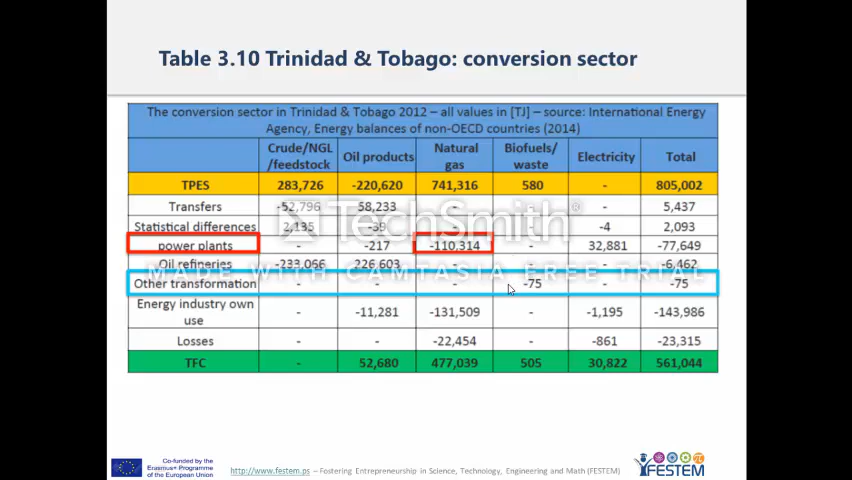 Table 3.10 Trinidad & Tobago: conversion sector
The conversion sector in Trinidad & Tobago 2012 – all values in [TJ] – source: International Energy
Agency, Energy balances of non-OECD countries (2014)
Crude/NGL /feedstock Oil products Natural gas Biofuels/ waste Electricity Total
TPES 283,726 -220,620 741,316 580 - 805,002
Transfers -52,796 58,233 - - - 5,437
Statistical differences 2,135 -39 - - -4 2,093
power plants - -217 -110,314 - 32,881 -77,649
Oil refineries -233,066 226,603 - - - -6,462
Other transformation - - - -75 - -75
Energy industry own use - -11,281 -131,509 - -1,195 -143,986
Losses - - -22,454 - -861 -23,315
TFC - 52,680 477,039 505 30,822 561,044
TechSmith®
MADE WITH CAMTASIA FREE TRIAL
Co-funded by the
Erasmus+ Programme
of the European Union
http://www.festem.ps – Fostering Entrepreneurship in Science, Technology, Engineering and Math (FESTEM)
FESTEM